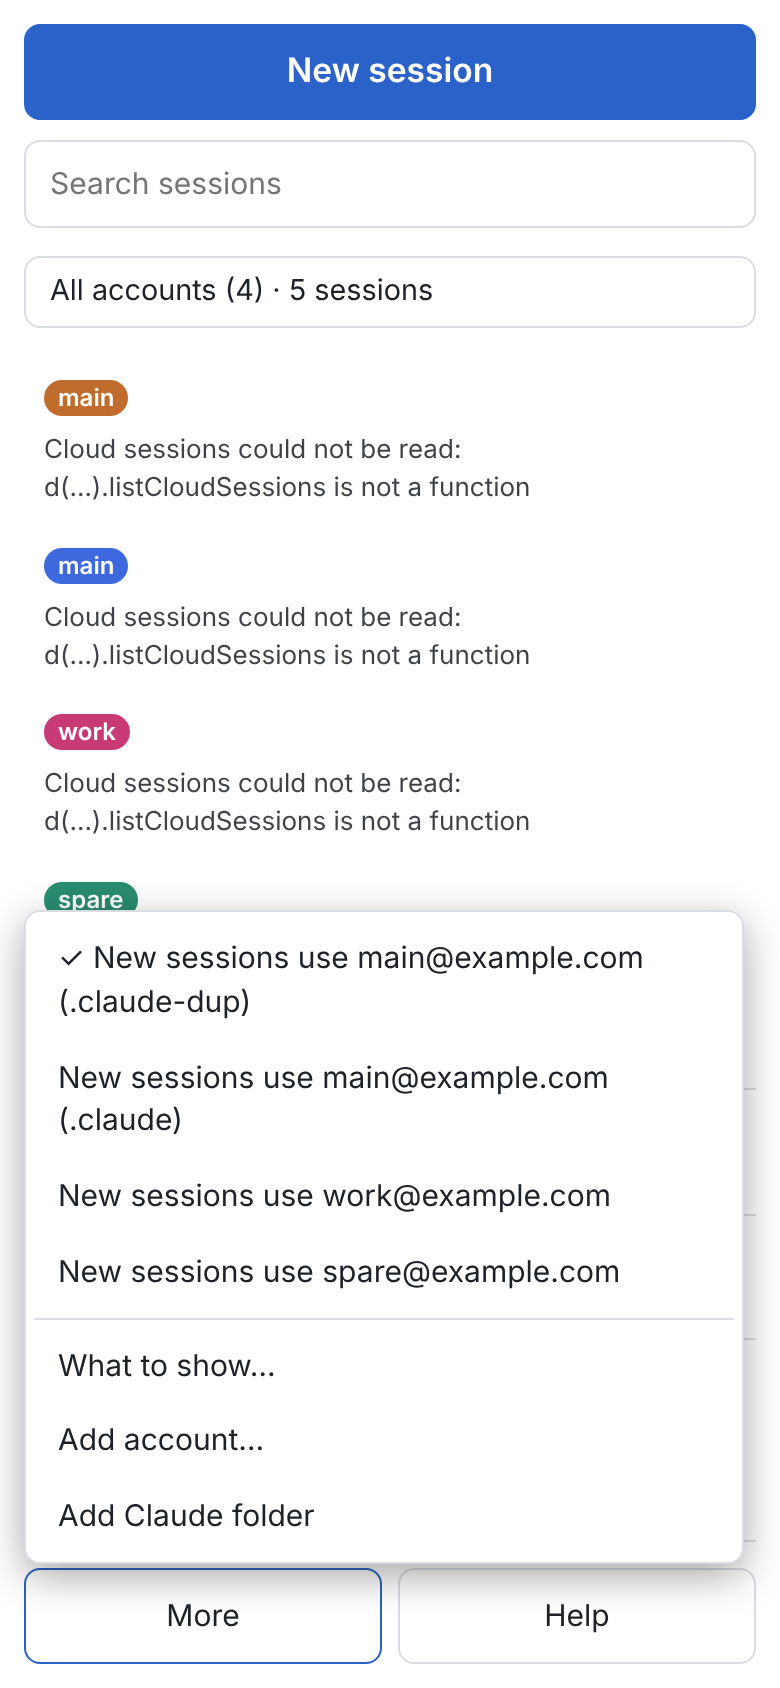 New session
Search sessions
All accounts (4) · 5 sessions
main
Cloud sessions could not be read:
d(...).listCloudSessions is not a function
main
Cloud sessions could not be read:
d(...).listCloudSessions is not a function
work
Cloud sessions could not be read:
d(...).listCloudSessions is not a function
spare
✓ New sessions use main@example.com
(.claude-dup)
New sessions use main@example.com
(.claude)
New sessions use work@example.com
New sessions use spare@example.com
What to show...
Add account...
Add Claude folder
More
Help